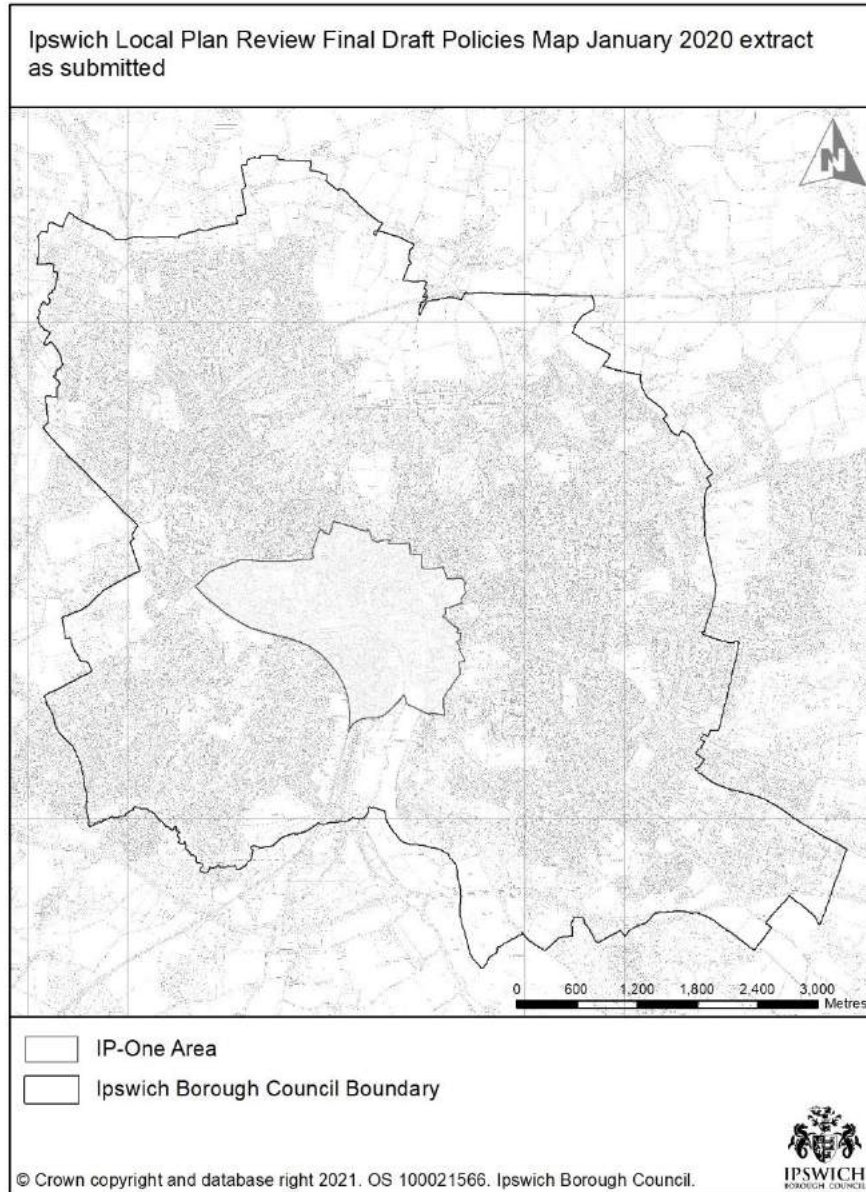 Ipswich Local Plan Review Final Draft Policies Map January 2020 extract
as submitted
N
0 600 1,200 1,800 2,400 3,000
Metres
IP-One Area
Ipswich Borough Council Boundary
IPSWICH
BOROUGH COUNCIL
© Crown copyright and database right 2021. OS 100021566. Ipswich Borough Council.